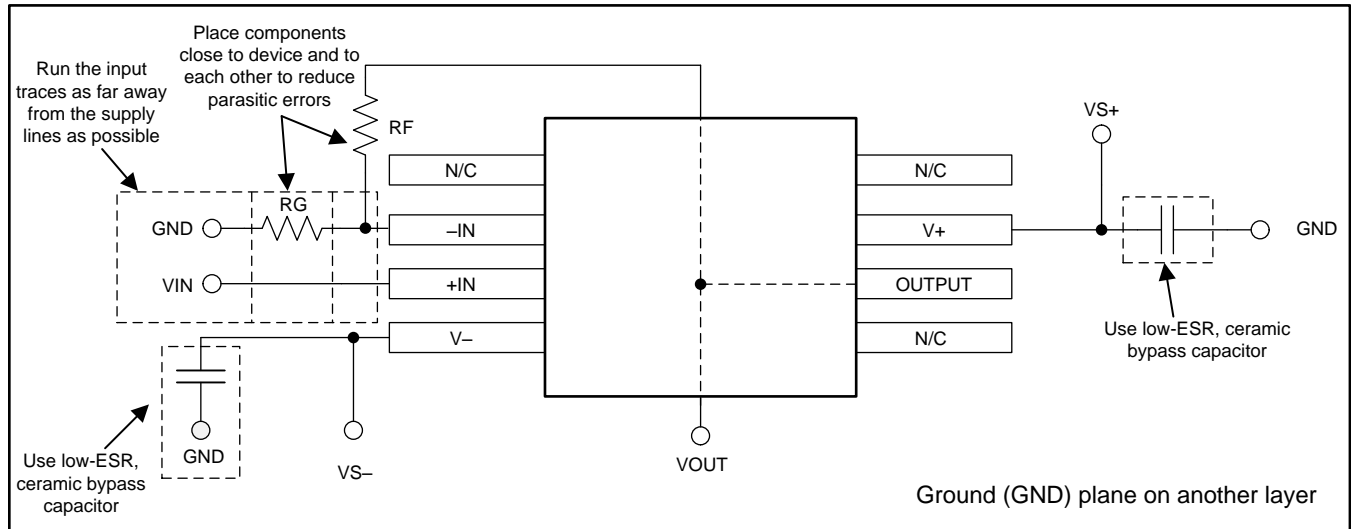 Run the input
traces as far away
from the supply
lines as possible
Place components
close to device and to
each other to reduce
parasitic errors
RF
VS+
N/C
N/C
RG
GND
–IN
V+
GND
VIN
+IN
OUTPUT
V–
N/C
Use low-ESR, ceramic
bypass capacitor
GND
VS–
VOUT
Use low-ESR,
ceramic bypass
capacitor
Ground (GND) plane on another layer